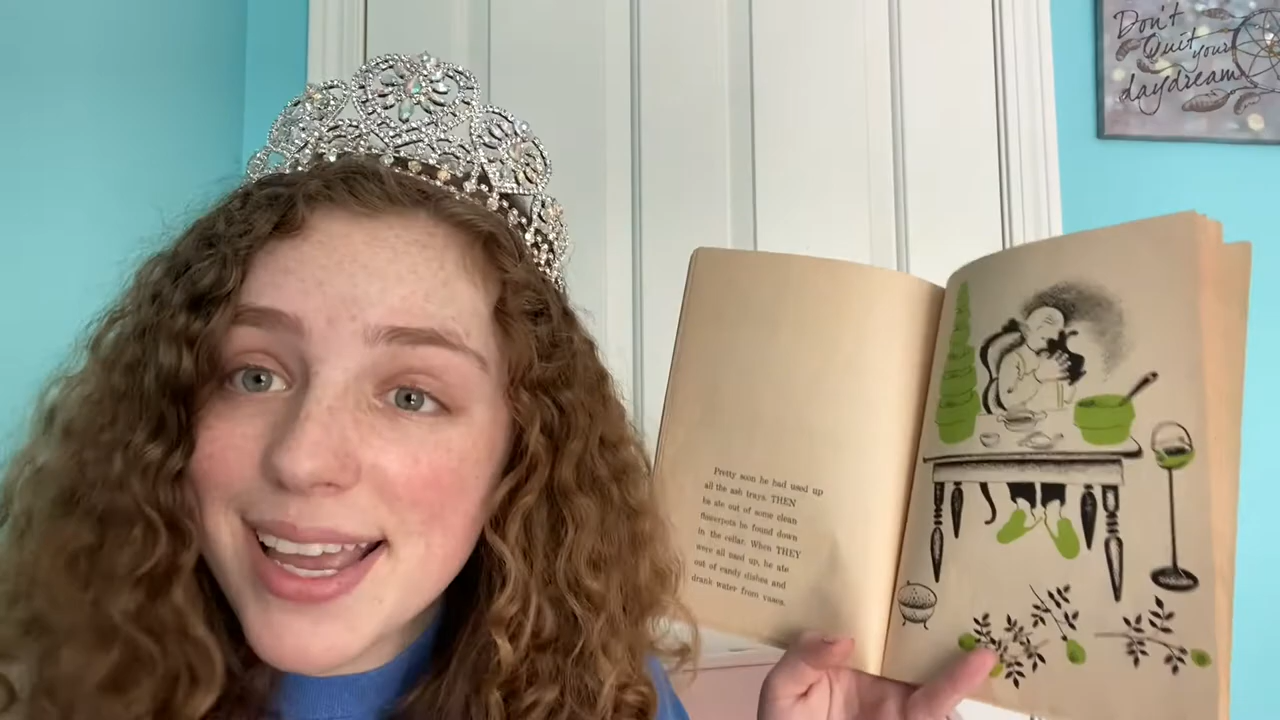 Don't
Quit your
daydream
Pretty soon he had used up
all the ash trays. THEN
he ate out of some clean
flowerpots he found down
in the cellar. When THEY
were all used up, he ate
out of candy dishes and
drank water from vases.